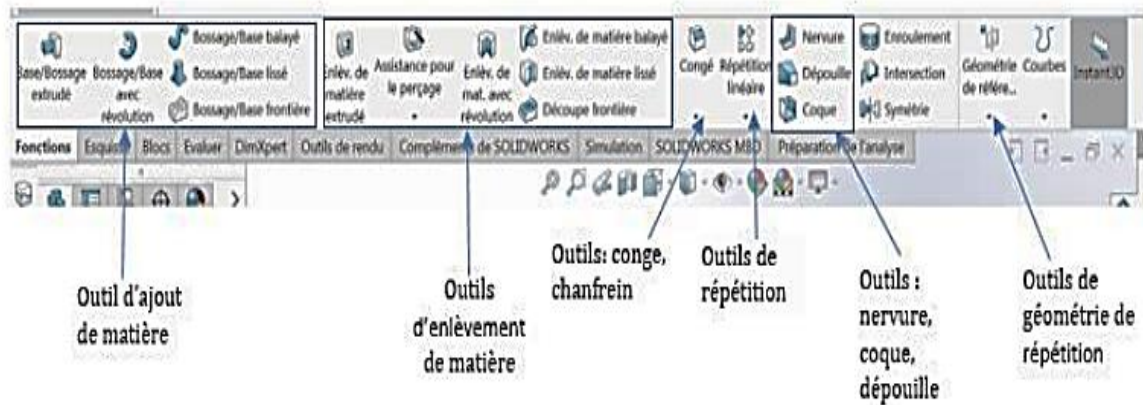 Base/Bossage extrudé
Bossage/Base avec révolution
Bossage/Base balayé
Bossage/Base lissé
Bossage/Base frontière
Enlèv. de matière extrudé
Assistance pour le perçage
Enlèv. de mat. avec révolution
Enlèv. de matière balayé
Enlèv. de matière lissé
Découpe frontière
Congé
Répétition linéaire
Nervure
Dépouille
Coque
Enroulement
Intersection
Symétrie
Géométrie de référe...
Courbes
Instant3D
Fonctions Esquisse Blocs Evaluer DimXpert Outils de rendu Compléments de SOLIDWORKS Simulation SOLIDWORKS MBD Préparation de l'analyse
Outil d'ajout
de matière
Outils
d'enlèvement
de matière
Outils: conge,
chanfrein
Outils de
répétition
Outils :
nervure,
coque,
dépouille
Outils de
géométrie de
répétition